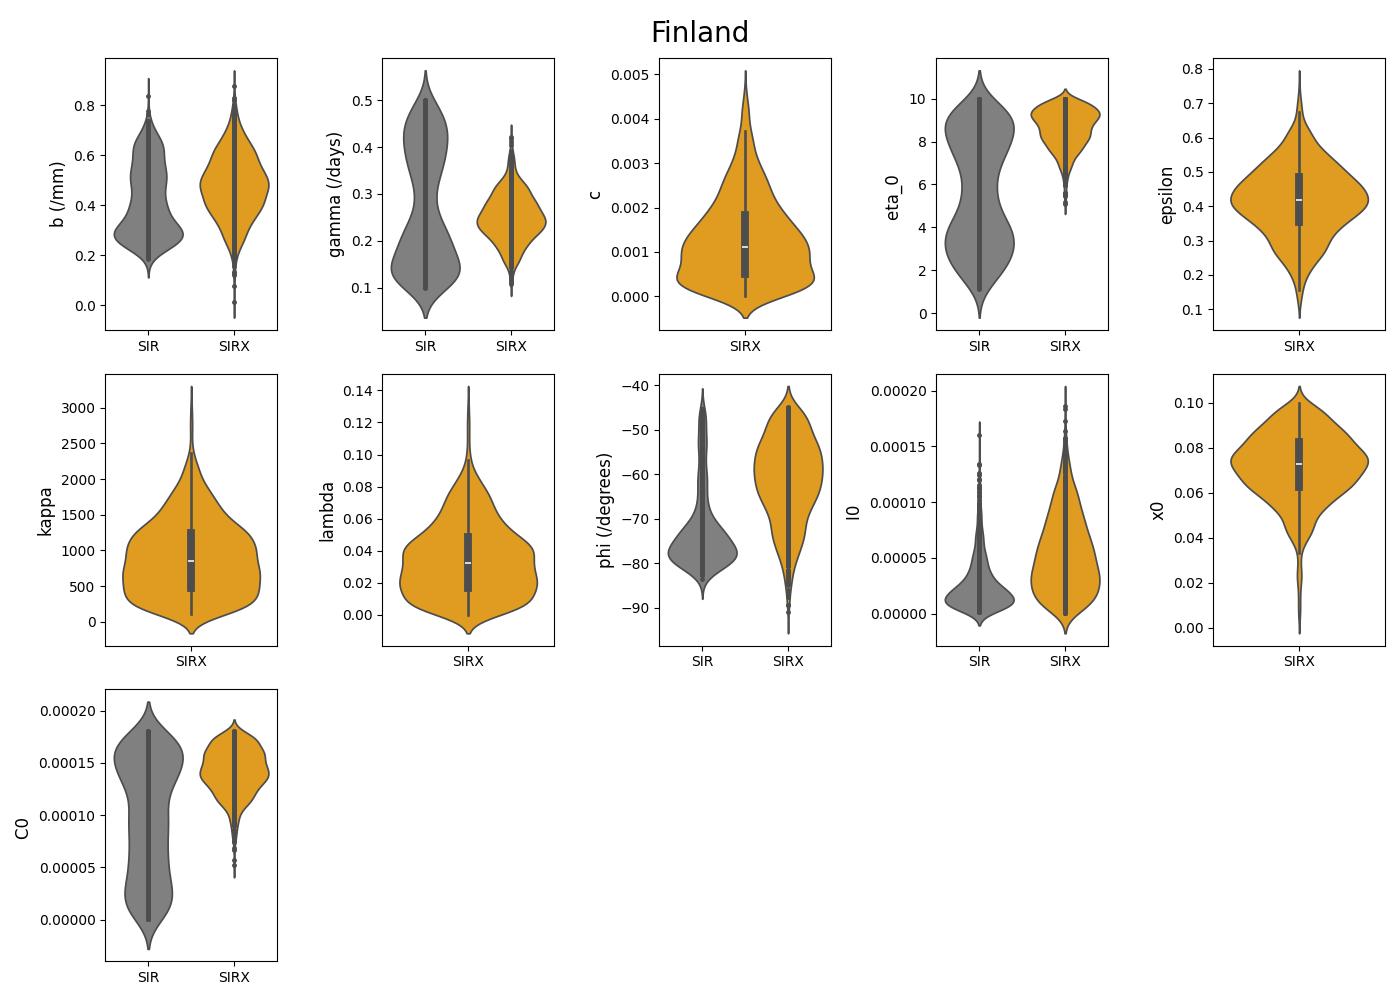 Finland
b (/mm)
0.8
0.6
0.4
0.2
0.0
SIR SIRX
gamma (/days)
0.5
0.4
0.3
0.2
0.1
SIR SIRX
c
0.005
0.004
0.003
0.002
0.001
0.000
SIRX
eta_0
10
8
6
4
2
0
SIR SIRX
epsilon
0.8
0.7
0.6
0.5
0.4
0.3
0.2
0.1
SIRX
kappa
3000
2500
2000
1500
1000
500
0
SIRX
lambda
0.14
0.12
0.10
0.08
0.06
0.04
0.02
0.00
SIRX
phi (/degrees)
−40
−50
−60
−70
−80
−90
SIR SIRX
I0
0.00020
0.00015
0.00010
0.00005
0.00000
SIR SIRX
x0
0.10
0.08
0.06
0.04
0.02
0.00
SIRX
C0
0.00020
0.00015
0.00010
0.00005
0.00000
SIR SIRX